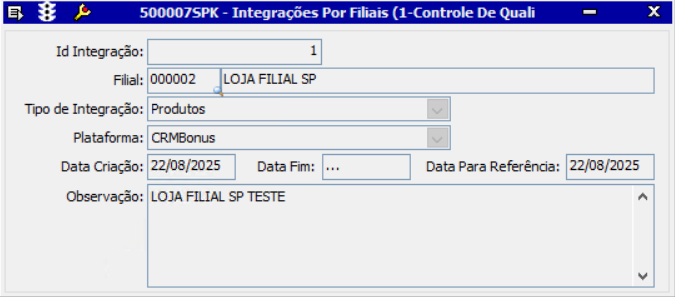 500007SPK - Integrações Por Filiais (1-Controle De Quali
Id Integração: 1
Filial: 000002 LOJA FILIAL SP
Tipo de Integração: Produtos
Plataforma: CRMBonus
Data Criação: 22/08/2025 Data Fim: ... Data Para Referência: 22/08/2025
Observação: LOJA FILIAL SP TESTE